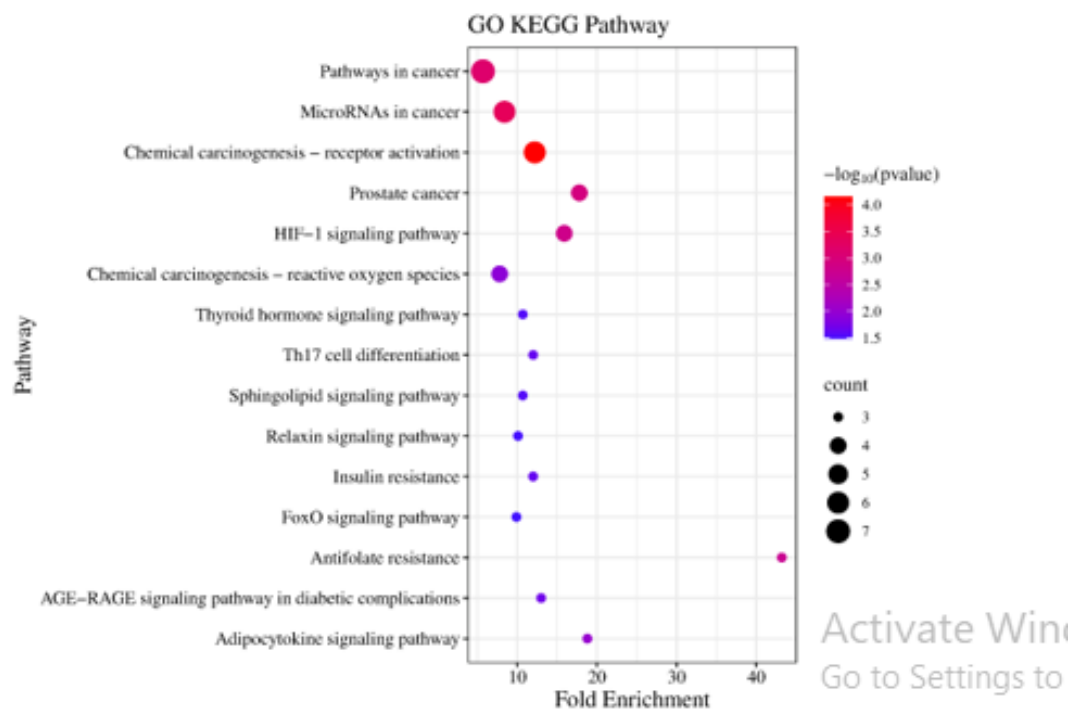 GO KEGG Pathway
Pathways in cancer
MicroRNAs in cancer
Chemical carcinogenesis − receptor activation
Prostate cancer
HIF−1 signaling pathway
Chemical carcinogenesis − reactive oxygen species
Thyroid hormone signaling pathway
Th17 cell differentiation
Sphingolipid signaling pathway
Relaxin signaling pathway
Insulin resistance
FoxO signaling pathway
Antifolate resistance
AGE−RAGE signaling pathway in diabetic complications
Adipocytokine signaling pathway
Pathway
10 20 30 40
Fold Enrichment
−log₁₀(pvalue)
4.0
3.5
3.0
2.5
2.0
1.5
count
3
4
5
6
7
Activate Wind
Go to Settings to